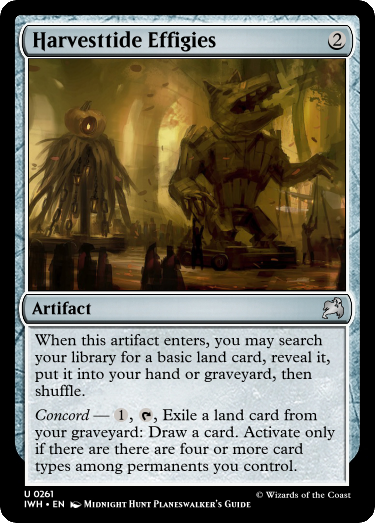 Harvesttide Effigies 2
Artifact
When this artifact enters, you may search
your library for a basic land card, reveal it,
put it into your hand or graveyard, then
shuffle.
Concord — 1, , Exile a land card from
your graveyard: Draw a card. Activate only
if there are there are four or more card
types among permanents you control.
U 0261
IWH • EN Midnight Hunt Planeswalker's Guide
© Wizards of the Coast